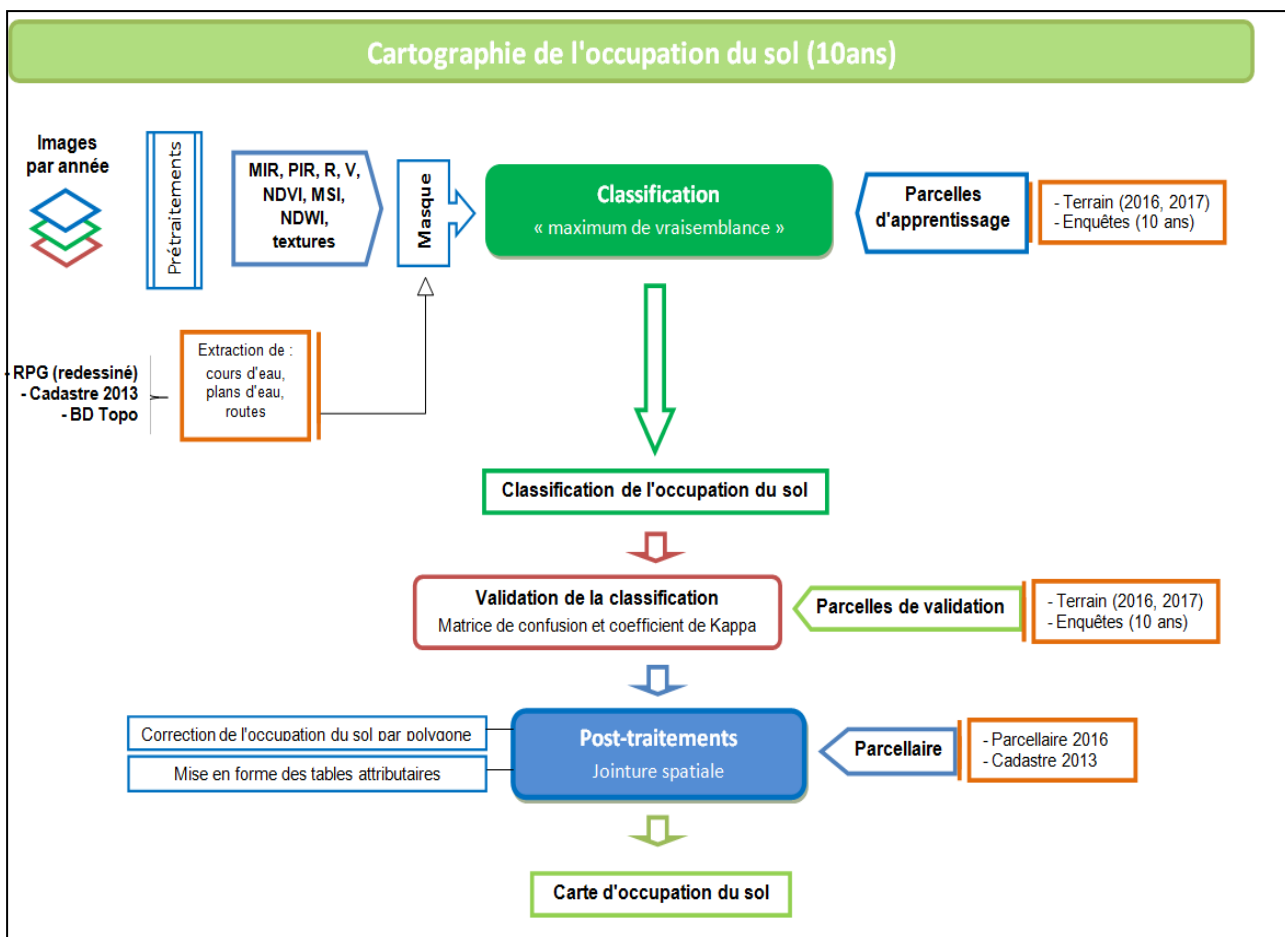 Cartographie de l'occupation du sol (10ans)
Images
par année
Prétraitements
MIR, PIR, R, V,
NDVI, MSI,
NDWI,
textures
Masque
Classification
« maximum de vraisemblance »
Parcelles
d'apprentissage
- Terrain (2016, 2017)
- Enquêtes (10 ans)
- RPG (redessiné)
- Cadastre 2013
- BD Topo
Extraction de :
cours d'eau,
plans d'eau,
routes
Classification de l'occupation du sol
Validation de la classification
Matrice de confusion et coefficient de Kappa
Parcelles de validation
- Terrain (2016, 2017)
- Enquêtes (10 ans)
Correction de l'occupation du sol par polygone
Mise en forme des tables attributaires
Post-traitements
Jointure spatiale
Parcellaire
- Parcellaire 2016
- Cadastre 2013
Carte d'occupation du sol